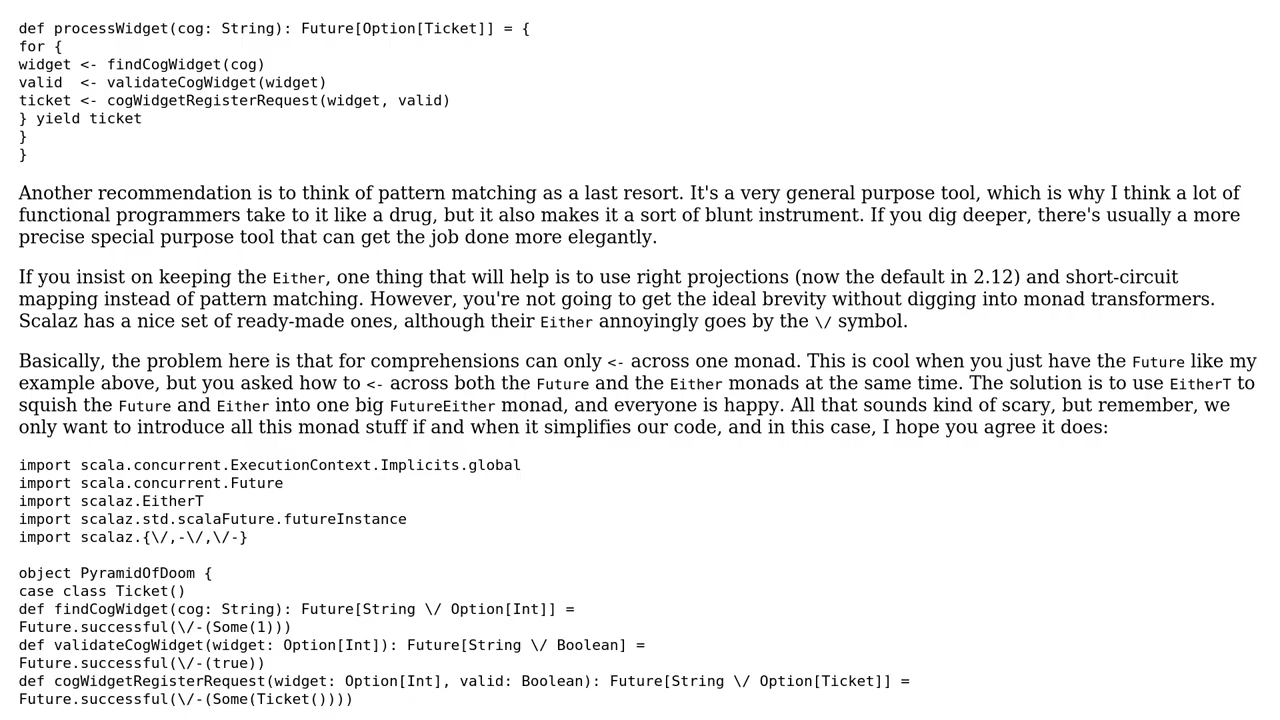 def processWidget(cog: String): Future[Option[Ticket]] = {
for {
widget <- findCogWidget(cog)
valid  <- validateCogWidget(widget)
ticket <- cogWidgetRegisterRequest(widget, valid)
} yield ticket
}
}
Another recommendation is to think of pattern matching as a last resort. It's a very general purpose tool, which is why I think a lot of
functional programmers take to it like a drug, but it also makes it a sort of blunt instrument. If you dig deeper, there's usually a more
precise special purpose tool that can get the job done more elegantly.
If you insist on keeping the Either, one thing that will help is to use right projections (now the default in 2.12) and short-circuit
mapping instead of pattern matching. However, you're not going to get the ideal brevity without digging into monad transformers.
Scalaz has a nice set of ready-made ones, although their Either annoyingly goes by the \/ symbol.
Basically, the problem here is that for comprehensions can only <- across one monad. This is cool when you just have the Future like my
example above, but you asked how to <- across both the Future and the Either monads at the same time. The solution is to use EitherT to
squish the Future and Either into one big FutureEither monad, and everyone is happy. All that sounds kind of scary, but remember, we
only want to introduce all this monad stuff if and when it simplifies our code, and in this case, I hope you agree it does:
import scala.concurrent.ExecutionContext.Implicits.global
import scala.concurrent.Future
import scalaz.EitherT
import scalaz.std.scalaFuture.futureInstance
import scalaz.{\/,-\/,\/-}
object PyramidOfDoom {
case class Ticket()
def findCogWidget(cog: String): Future[String \/ Option[Int]] =
Future.successful(\/-(Some(1)))
def validateCogWidget(widget: Option[Int]): Future[String \/ Boolean] =
Future.successful(\/-(true))
def cogWidgetRegisterRequest(widget: Option[Int], valid: Boolean): Future[String \/ Option[Ticket]] =
Future.successful(\/-(Some(Ticket())))